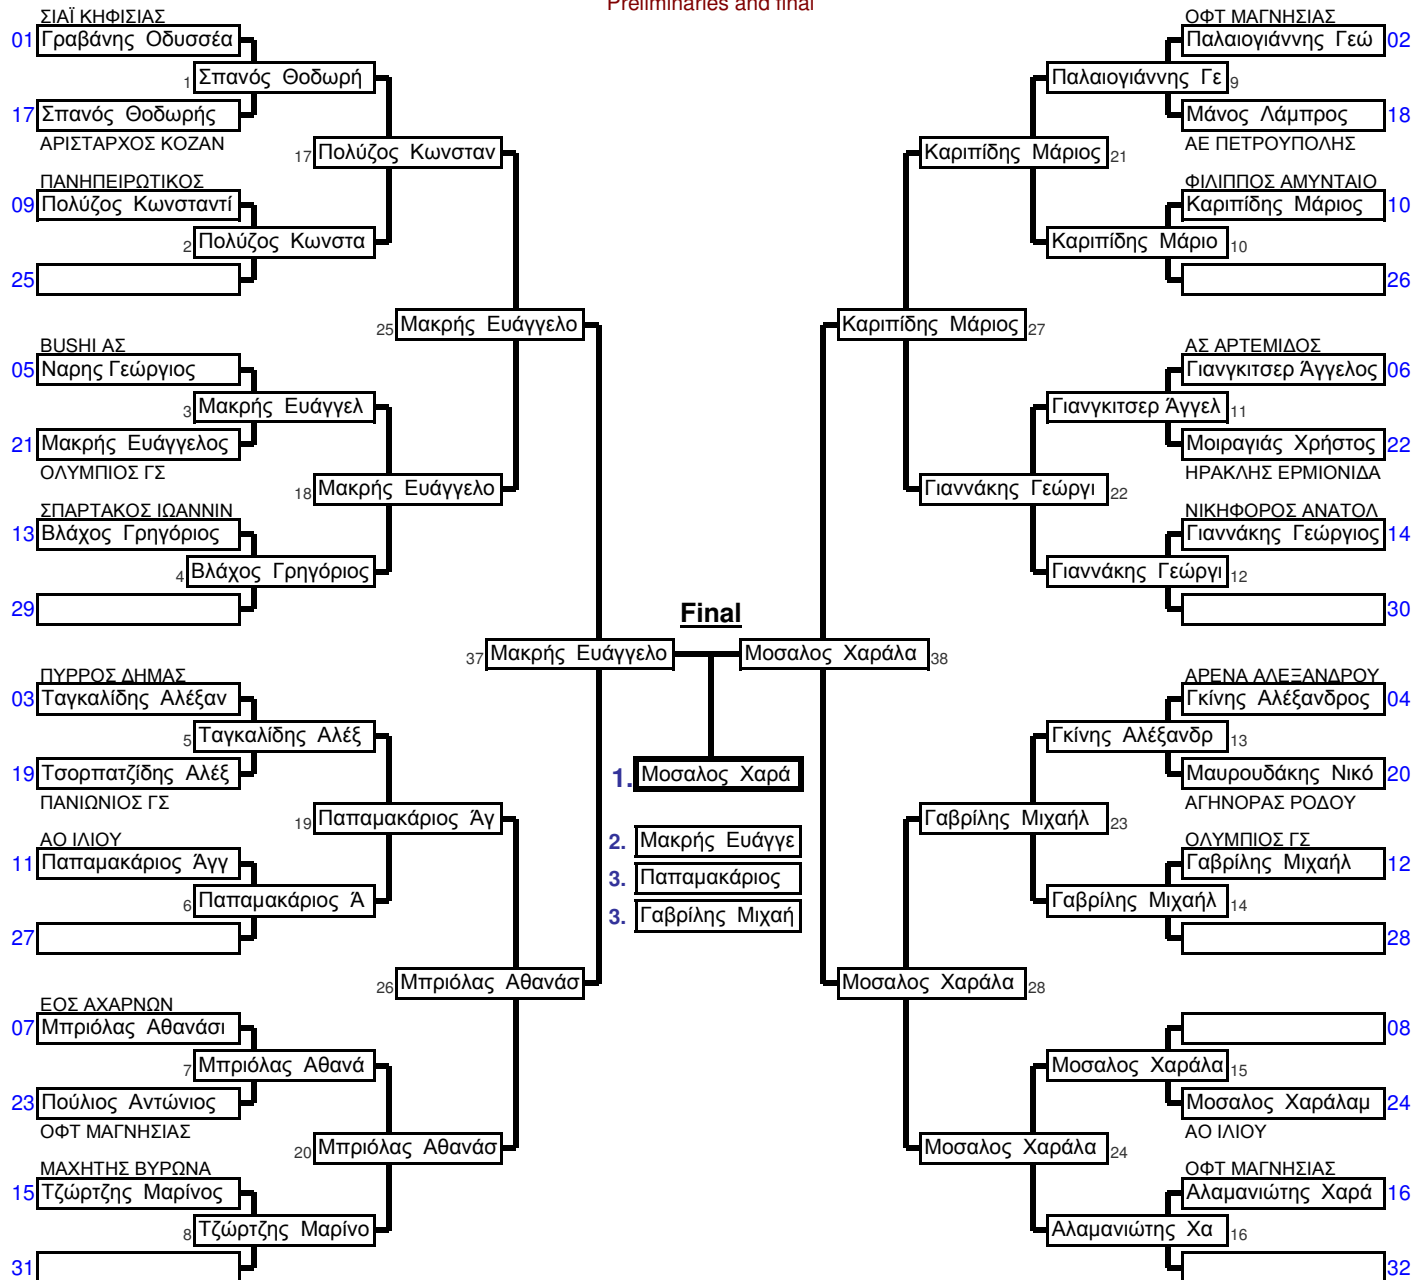 Preliminaries and final
ΣΙΑΪ ΚΗΦΙΣΙΑΣ
01 Γραβάνης Οδυσσέα
1 Σπανός Θοδωρή
17 Σπανός Θοδωρής
ΑΡΙΣΤΑΡΧΟΣ ΚΟΖΑΝ
17 Πολύζος Κωνσταν
ΠΑΝΗΠΕΙΡΩΤΙΚΟΣ
09 Πολύζος Κωνσταντί
2 Πολύζος Κωνστα
25
25 Μακρής Ευάγγελο
BUSHI ΑΣ
05 Ναρης Γεώργιος
3 Μακρής Ευάγγελ
21 Μακρής Ευάγγελος
ΟΛΥΜΠΙΟΣ ΓΣ
18 Μακρής Ευάγγελο
ΣΠΑΡΤΑΚΟΣ ΙΩΑΝΝΙΝ
13 Βλάχος Γρηγόριος
4 Βλάχος Γρηγόριος
29
37 Μακρής Ευάγγελο
ΠΥΡΡΟΣ ΔΗΜΑΣ
03 Ταγκαλίδης Αλέξαν
5 Ταγκαλίδης Αλέξ
19 Τσορπατζίδης Αλέξ
ΠΑΝΙΩΝΙΟΣ ΓΣ
19 Παπαμακάριος Άγ
ΑΟ ΙΛΙΟΥ
11 Παπαμακάριος Άγγ
6 Παπαμακάριος Ά
27
26 Μπριόλας Αθανάσ
ΕΟΣ ΑΧΑΡΝΩΝ
07 Μπριόλας Αθανάσι
7 Μπριόλας Αθανά
23 Πούλιος Αντώνιος
ΟΦΤ ΜΑΓΝΗΣΙΑΣ
20 Μπριόλας Αθανάσ
ΜΑΧΗΤΗΣ ΒΥΡΩΝΑ
15 Τζώρτζης Μαρίνος
8 Τζώρτζης Μαρίνο
31
Final
1. Μοσαλος Χαρά
2. Μακρής Ευάγγε
3. Παπαμακάριος
3. Γαβρίλης Μιχαή
ΟΦΤ ΜΑΓΝΗΣΙΑΣ
Παλαιογιάννης Γεώ 02
Παλαιογιάννης Γε 9
Μάνος Λάμπρος 18
ΑΕ ΠΕΤΡΟΥΠΟΛΗΣ
Καριπίδης Μάριος 21
ΦΙΛΙΠΠΟΣ ΑΜΥΝΤΑΙΟ
Καριπίδης Μάριος 10
Καριπίδης Μάριο 10
26
Καριπίδης Μάριος 27
ΑΣ ΑΡΤΕΜΙΔΟΣ
Γιανγκιτσερ Άγγελος 06
Γιανγκιτσερ Άγγελ 11
Μοιραγιάς Χρήστος 22
ΗΡΑΚΛΗΣ ΕΡΜΙΟΝΙΔΑ
Γιαννάκης Γεώργι 22
ΝΙΚΗΦΟΡΟΣ ΑΝΑΤΟΛ
Γιαννάκης Γεώργιος 14
Γιαννάκης Γεώργι 12
30
Μοσαλος Χαράλα 38
ΑΡΕΝΑ ΑΛΕΞΑΝΔΡΟΥ
Γκίνης Αλέξανδρος 04
Γκίνης Αλέξανδρ 13
Μαυρουδάκης Νικό 20
ΑΓΗΝΟΡΑΣ ΡΟΔΟΥ
Γαβρίλης Μιχαήλ 23
ΟΛΥΜΠΙΟΣ ΓΣ
Γαβρίλης Μιχαήλ 12
Γαβρίλης Μιχαήλ 14
28
Μοσαλος Χαράλα 28
08
Μοσαλος Χαράλα 15
Μοσαλος Χαράλαμ 24
ΑΟ ΙΛΙΟΥ
Μοσαλος Χαράλα 24
ΟΦΤ ΜΑΓΝΗΣΙΑΣ
Αλαμανιώτης Χαρά 16
Αλαμανιώτης Χα 16
32